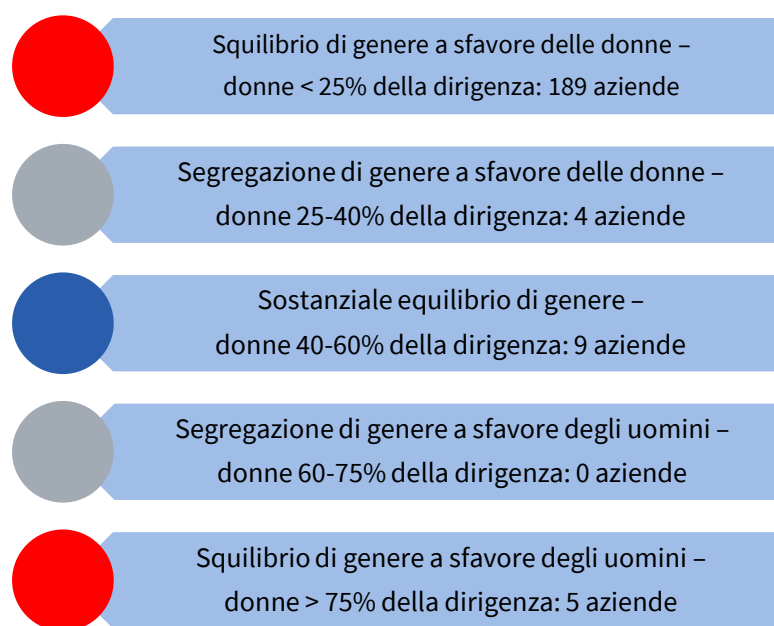 Squilibrio di genere a sfavore delle donne –
donne < 25% della dirigenza: 189 aziende
Segregazione di genere a sfavore delle donne –
donne 25-40% della dirigenza: 4 aziende
Sostanziale equilibrio di genere –
donne 40-60% della dirigenza: 9 aziende
Segregazione di genere a sfavore degli uomini –
donne 60-75% della dirigenza: 0 aziende
Squilibrio di genere a sfavore degli uomini –
donne > 75% della dirigenza: 5 aziende